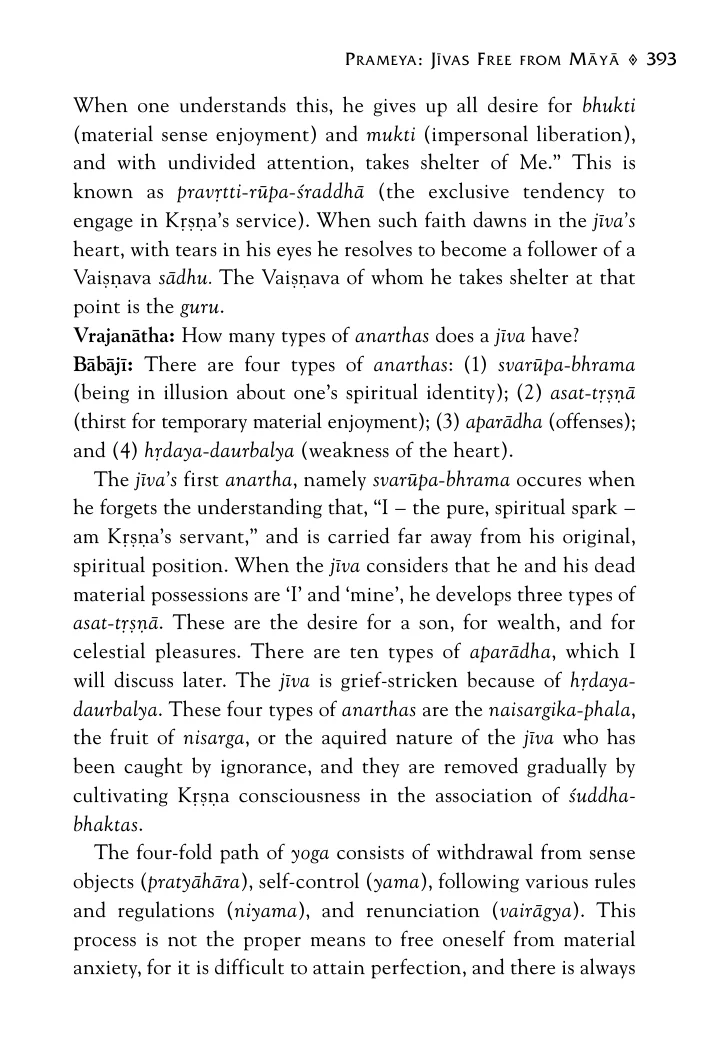 Prameya: Jīvas Free from Māyā ◈ 393
When one understands this, he gives up all desire for bhukti
(material sense enjoyment) and mukti (impersonal liberation),
and with undivided attention, takes shelter of Me.” This is
known as pravṛtti-rūpa-śraddhā (the exclusive tendency to
engage in Kṛṣṇa’s service). When such faith dawns in the jīva’s
heart, with tears in his eyes he resolves to become a follower of a
Vaiṣṇava sādhu. The Vaiṣṇava of whom he takes shelter at that
point is the guru.
Vrajanātha: How many types of anarthas does a jīva have?
Bābājī: There are four types of anarthas: (1) svarūpa-bhrama
(being in illusion about one’s spiritual identity); (2) asat-tṛṣṇā
(thirst for temporary material enjoyment); (3) aparādha (offenses);
and (4) hṛdaya-daurbalya (weakness of the heart).
The jīva’s first anartha, namely svarūpa-bhrama occures when
he forgets the understanding that, “I – the pure, spiritual spark –
am Kṛṣṇa’s servant,” and is carried far away from his original,
spiritual position. When the jīva considers that he and his dead
material possessions are ‘I’ and ‘mine’, he develops three types of
asat-tṛṣṇā. These are the desire for a son, for wealth, and for
celestial pleasures. There are ten types of aparādha, which I
will discuss later. The jīva is grief-stricken because of hṛdaya-
daurbalya. These four types of anarthas are the naisargika-phala,
the fruit of nisarga, or the aquired nature of the jīva who has
been caught by ignorance, and they are removed gradually by
cultivating Kṛṣṇa consciousness in the association of śuddha-
bhaktas.
The four-fold path of yoga consists of withdrawal from sense
objects (pratyāhāra), self-control (yama), following various rules
and regulations (niyama), and renunciation (vairāgya). This
process is not the proper means to free oneself from material
anxiety, for it is difficult to attain perfection, and there is always